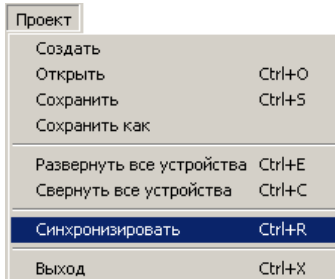 Проект
Создать
Открыть Ctrl+O
Сохранить Ctrl+S
Сохранить как
Развернуть все устройства Ctrl+E
Свернуть все устройства Ctrl+C
Синхронизировать Ctrl+R
Выход Ctrl+X